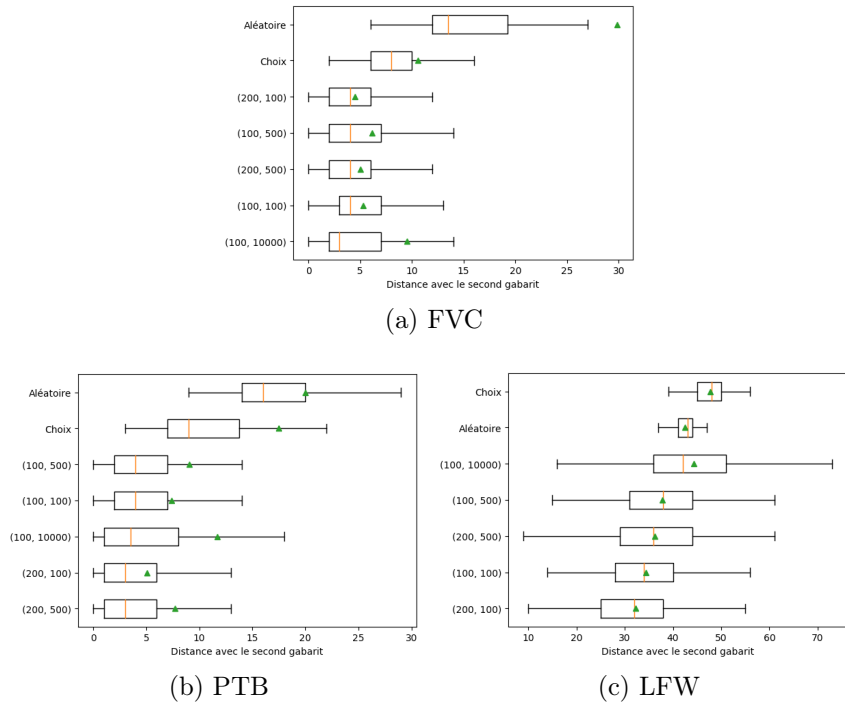 Aléatoire
Choix
(200, 100)
(100, 500)
(200, 500)
(100, 100)
(100, 10000)
0 5 10 15 20 25 30
Distance avec le second gabarit
(a) FVC
Aléatoire
Choix
(100, 500)
(100, 100)
(100, 10000)
(200, 100)
(200, 500)
0 5 10 15 20 25 30
Distance avec le second gabarit
(b) PTB
Choix
Aléatoire
(100, 10000)
(100, 500)
(200, 500)
(100, 100)
(200, 100)
10 20 30 40 50 60 70
Distance avec le second gabarit
(c) LFW